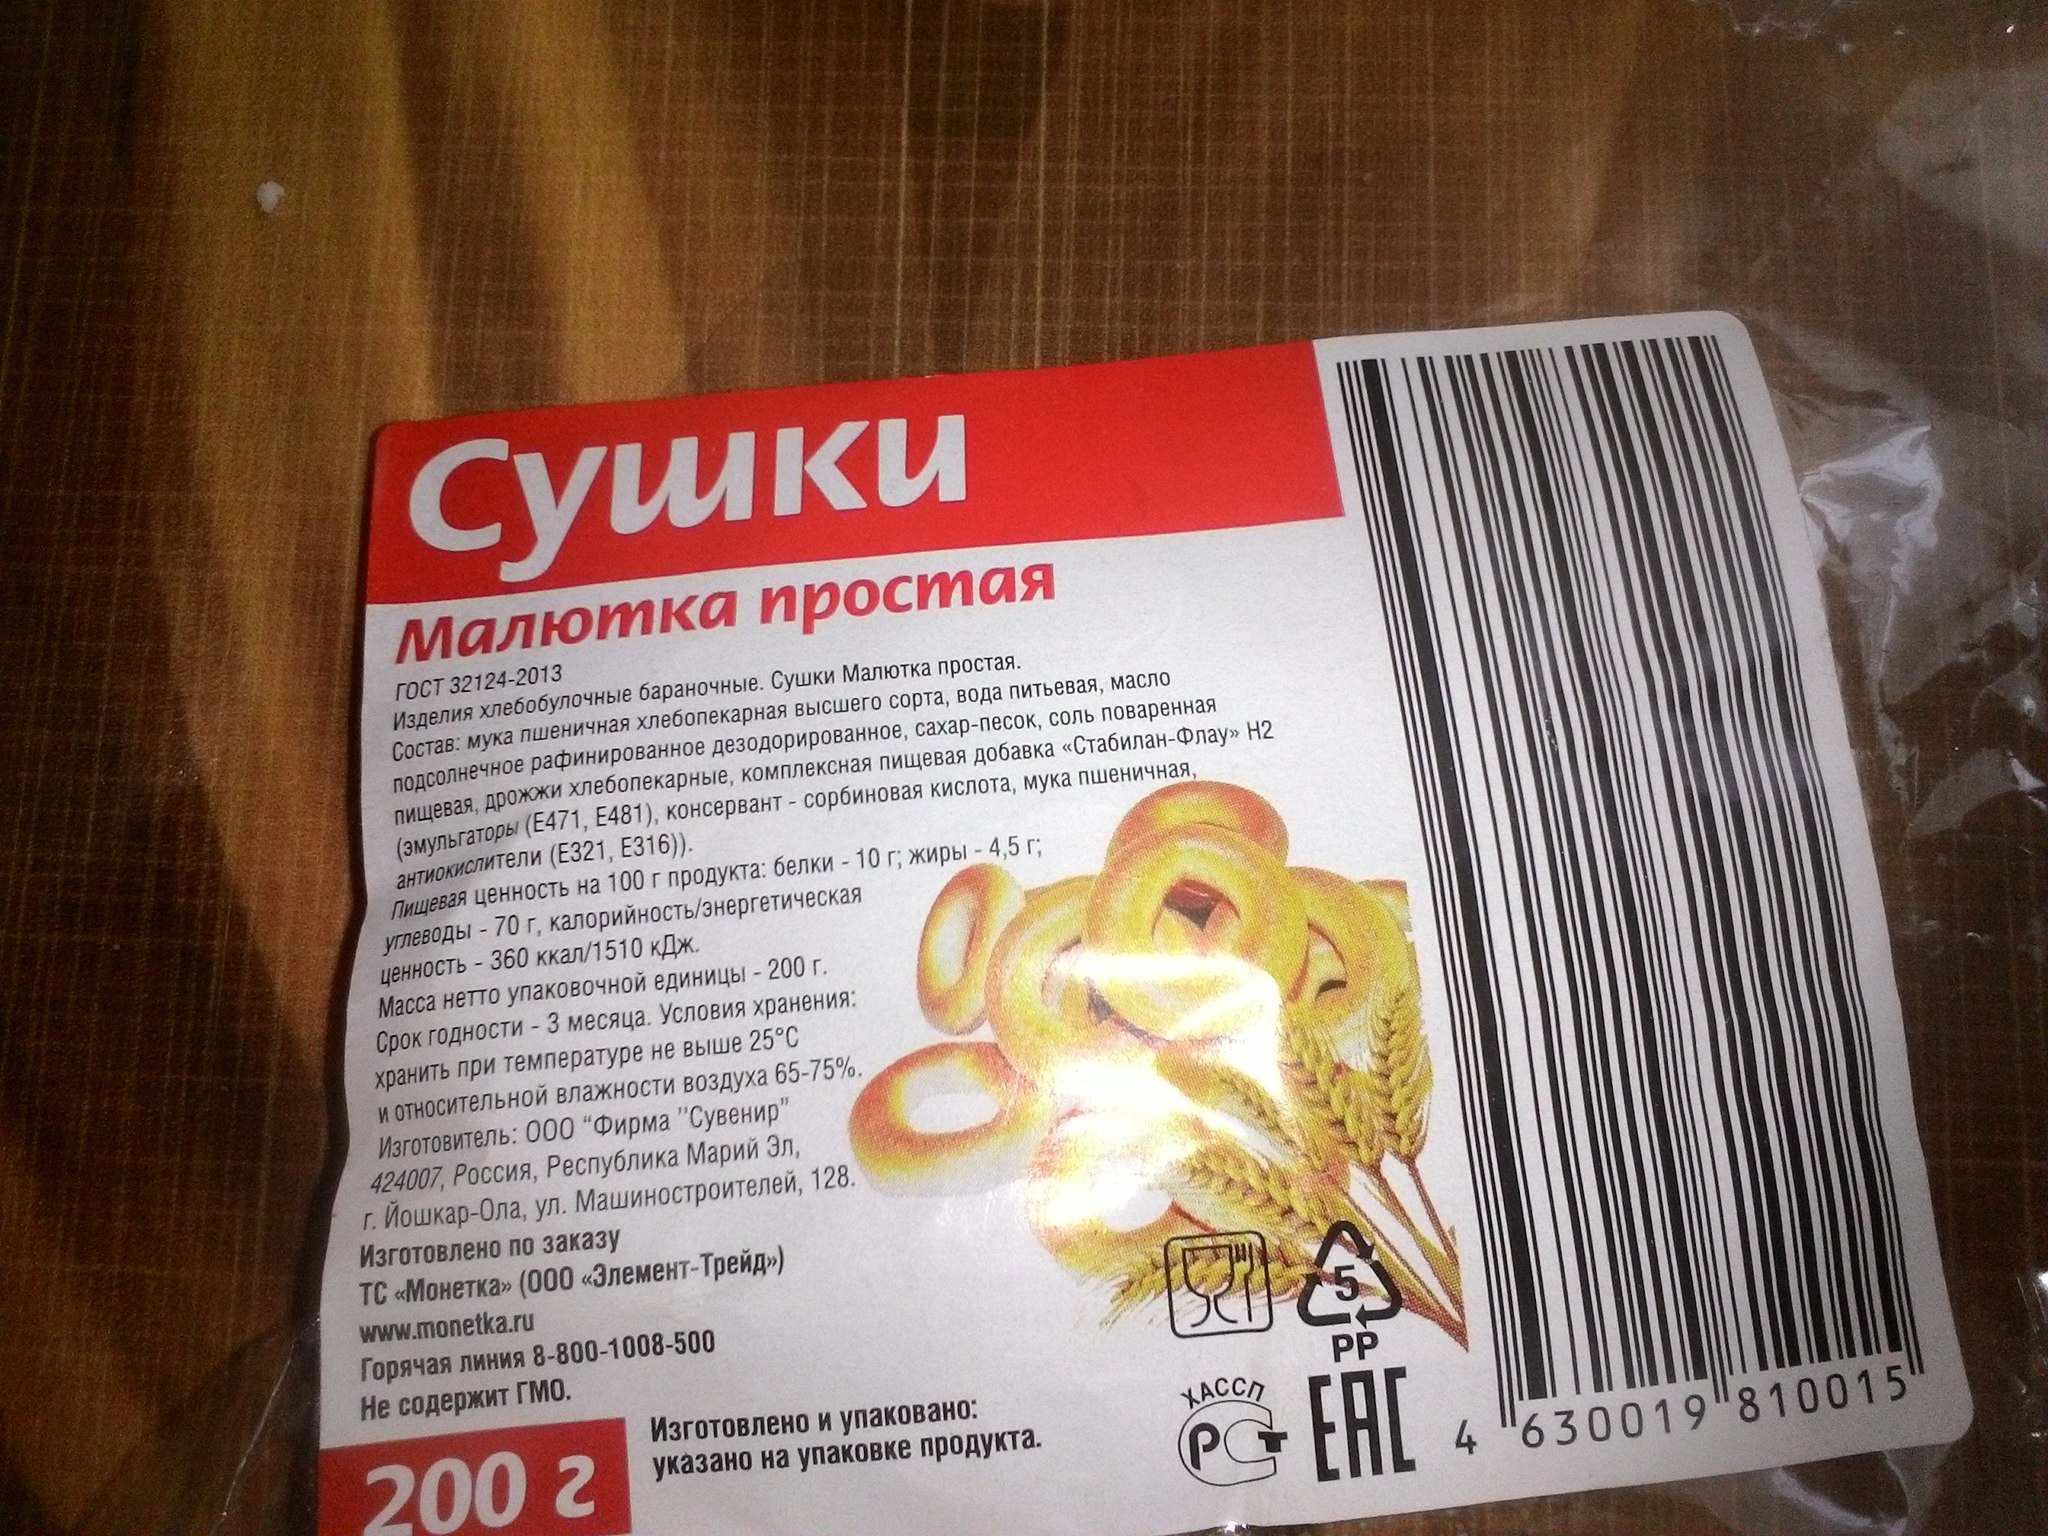 Сушки
Малютка простая
ГОСТ 32124-2013
Изделия хлебобулочные бараночные. Сушки Малютка простая.
Состав: мука пшеничная хлебопекарная высшего сорта, вода питьевая, масло
подсолнечное рафинированное дезодорированное, сахар-песок, соль поваренная
пищевая, дрожжи хлебопекарные, комплексная пищевая добавка «Стабилан-Флау» Н2
(эмульгаторы (Е471, Е481), консервант - сорбиновая кислота, мука пшеничная,
антиокислители (Е321, Е316)).
Пищевая ценность на 100 г продукта: белки - 10 г; жиры - 4,5 г;
углеводы - 70 г, калорийность/энергетическая
ценность - 360 ккал/1510 кДж.
Масса нетто упаковочной единицы - 200 г.
Срок годности - 3 месяца. Условия хранения:
хранить при температуре не выше 25°С
и относительной влажности воздуха 65-75%.
Изготовитель: ООО “Фирма ”Сувенир”
424007, Россия, Республика Марий Эл,
г. Йошкар-Ола, ул. Машиностроителей, 128.
Изготовлено по заказу
ТС «Монетка» (ООО «Элемент-Трейд»)
www.monetka.ru
Горячая линия 8-800-1008-500
Не содержит ГМО.
200 г
Изготовлено и упаковано:
указано на упаковке продукта.
5
PP
ХАССП
РСТ
ЕАС
4 630019 810015